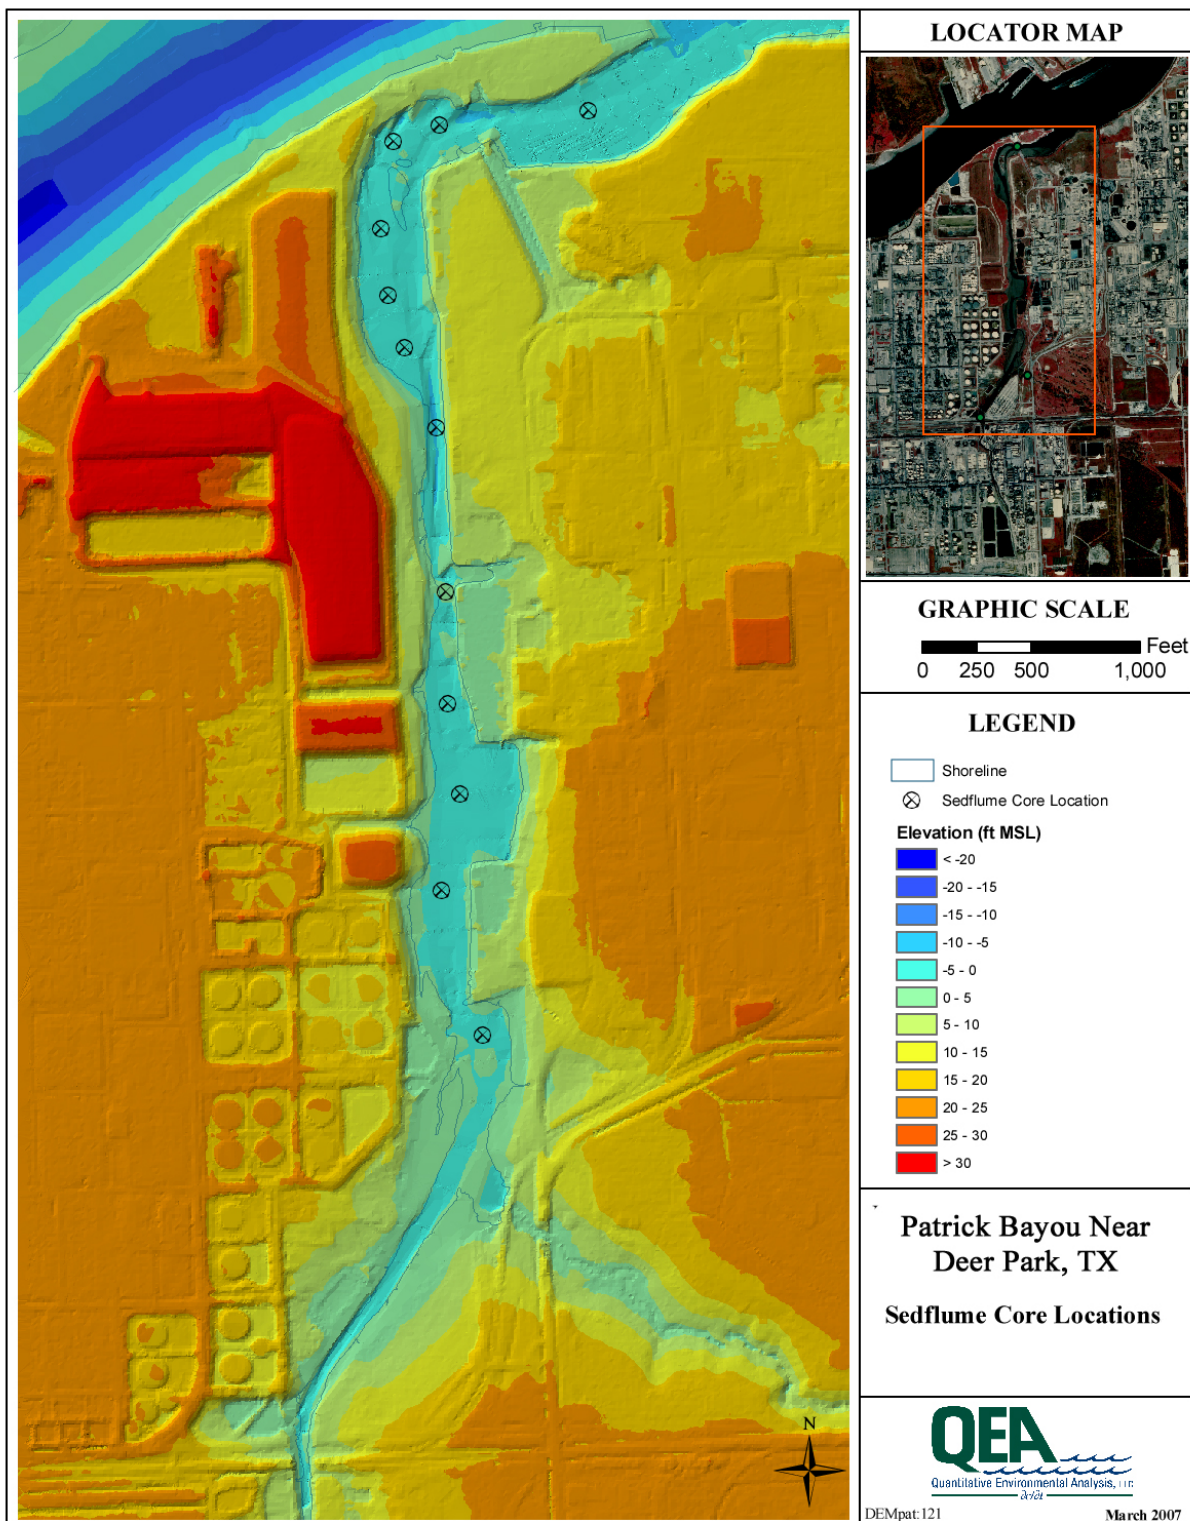 LOCATOR MAP
GRAPHIC SCALE
Feet
0 250 500 1,000
LEGEND
Shoreline
Sedflume Core Location
Elevation (ft MSL)
< -20
-20 - -15
-15 - -10
-10 - -5
-5 - 0
0 - 5
5 - 10
10 - 15
15 - 20
20 - 25
25 - 30
> 30
Patrick Bayou Near
Deer Park, TX
Sedflume Core Locations
N
QEA
Quantitative Environmental Analysis, LLC
DEMpat:121 March 2007